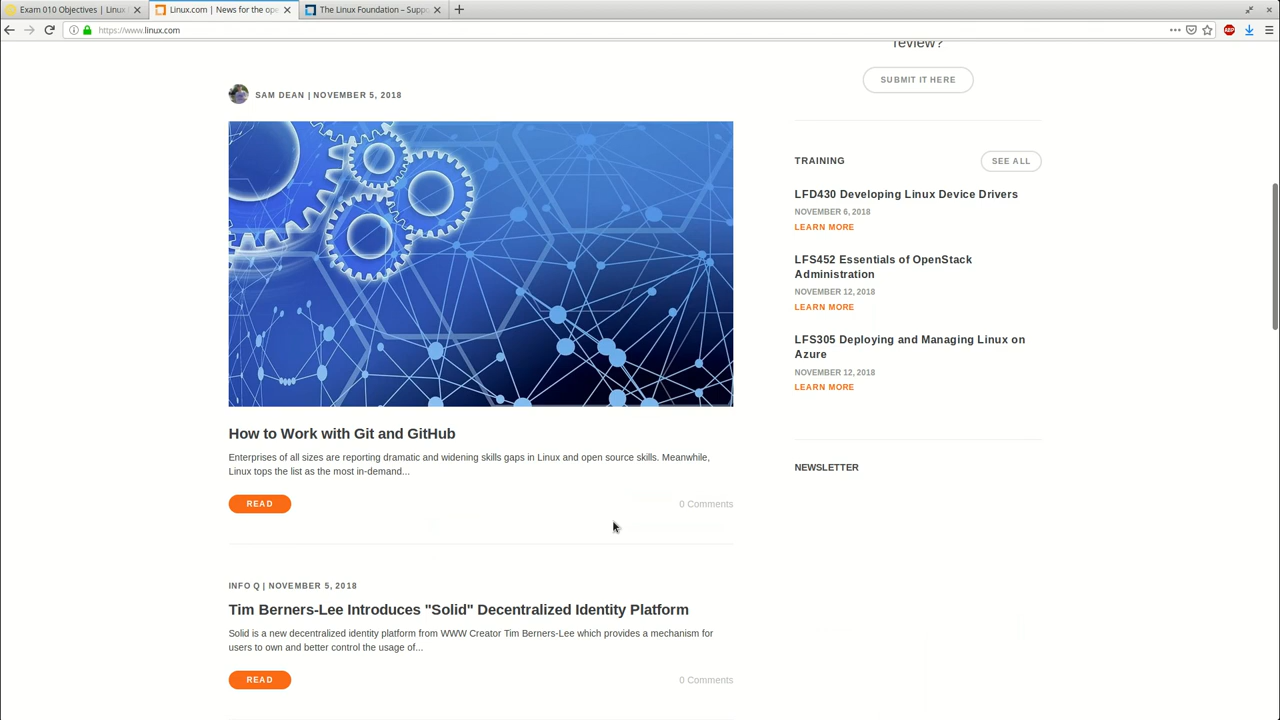 Exam 010 Objectives | Linux
Linux.com | News for the ope
The Linux Foundation – Suppo
https://www.linux.com
review?
SUBMIT IT HERE
SAM DEAN | NOVEMBER 5, 2018
TRAINING
SEE ALL
LFD430 Developing Linux Device Drivers
NOVEMBER 6, 2018
LEARN MORE
LFS452 Essentials of OpenStack
Administration
NOVEMBER 12, 2018
LEARN MORE
LFS305 Deploying and Managing Linux on
Azure
NOVEMBER 12, 2018
LEARN MORE
How to Work with Git and GitHub
Enterprises of all sizes are reporting dramatic and widening skills gaps in Linux and open source skills. Meanwhile,
Linux tops the list as the most in-demand...
READ
0 Comments
NEWSLETTER
INFO Q | NOVEMBER 5, 2018
Tim Berners-Lee Introduces "Solid" Decentralized Identity Platform
Solid is a new decentralized identity platform from WWW Creator Tim Berners-Lee which provides a mechanism for
users to own and better control the usage of...
READ
0 Comments